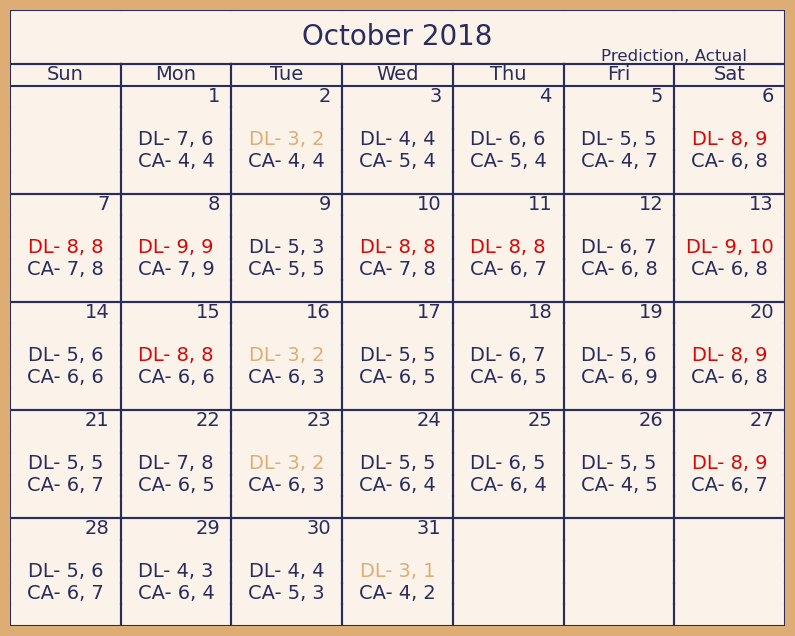 October 2018
Prediction, Actual
Sun Mon Tue Wed Thu Fri Sat
1 2 3 4 5 6
DL- 7, 6 DL- 3, 2 DL- 4, 4 DL- 6, 6 DL- 5, 5 DL- 8, 9
CA- 4, 4 CA- 4, 4 CA- 5, 4 CA- 5, 4 CA- 4, 7 CA- 6, 8
7 8 9 10 11 12 13
DL- 8, 8 DL- 9, 9 DL- 5, 3 DL- 8, 8 DL- 8, 8 DL- 6, 7 DL- 9, 10
CA- 7, 8 CA- 7, 9 CA- 5, 5 CA- 7, 8 CA- 6, 7 CA- 6, 8 CA- 6, 8
14 15 16 17 18 19 20
DL- 5, 6 DL- 8, 8 DL- 3, 2 DL- 5, 5 DL- 6, 7 DL- 5, 6 DL- 8, 9
CA- 6, 6 CA- 6, 6 CA- 6, 3 CA- 6, 5 CA- 6, 5 CA- 6, 9 CA- 6, 8
21 22 23 24 25 26 27
DL- 5, 5 DL- 7, 8 DL- 3, 2 DL- 5, 5 DL- 6, 5 DL- 5, 5 DL- 8, 9
CA- 6, 7 CA- 6, 5 CA- 6, 3 CA- 6, 4 CA- 6, 4 CA- 4, 5 CA- 6, 7
28 29 30 31
DL- 5, 6 DL- 4, 3 DL- 4, 4 DL- 3, 1
CA- 6, 7 CA- 6, 4 CA- 5, 3 CA- 4, 2